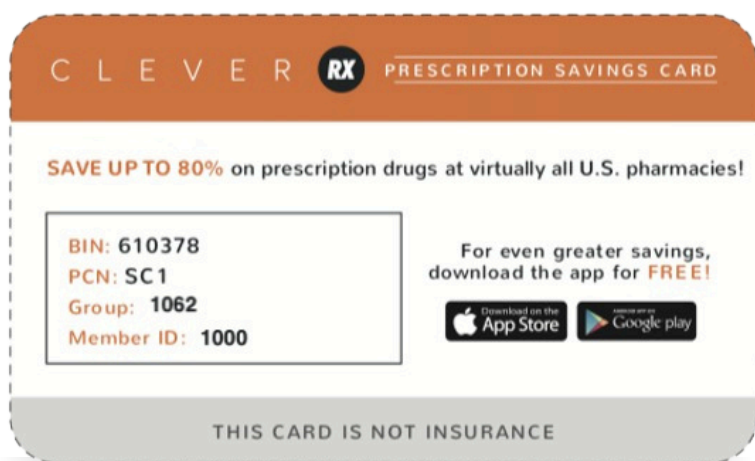 CLEVER RX PRESCRIPTION SAVINGS CARD
SAVE UP TO 80% on prescription drugs at virtually all U.S. pharmacies!
BIN: 610378
PCN: SC1
Group: 1062
Member ID: 1000
For even greater savings,
download the app for FREE!
Download on the
App Store
Google play
THIS CARD IS NOT INSURANCE